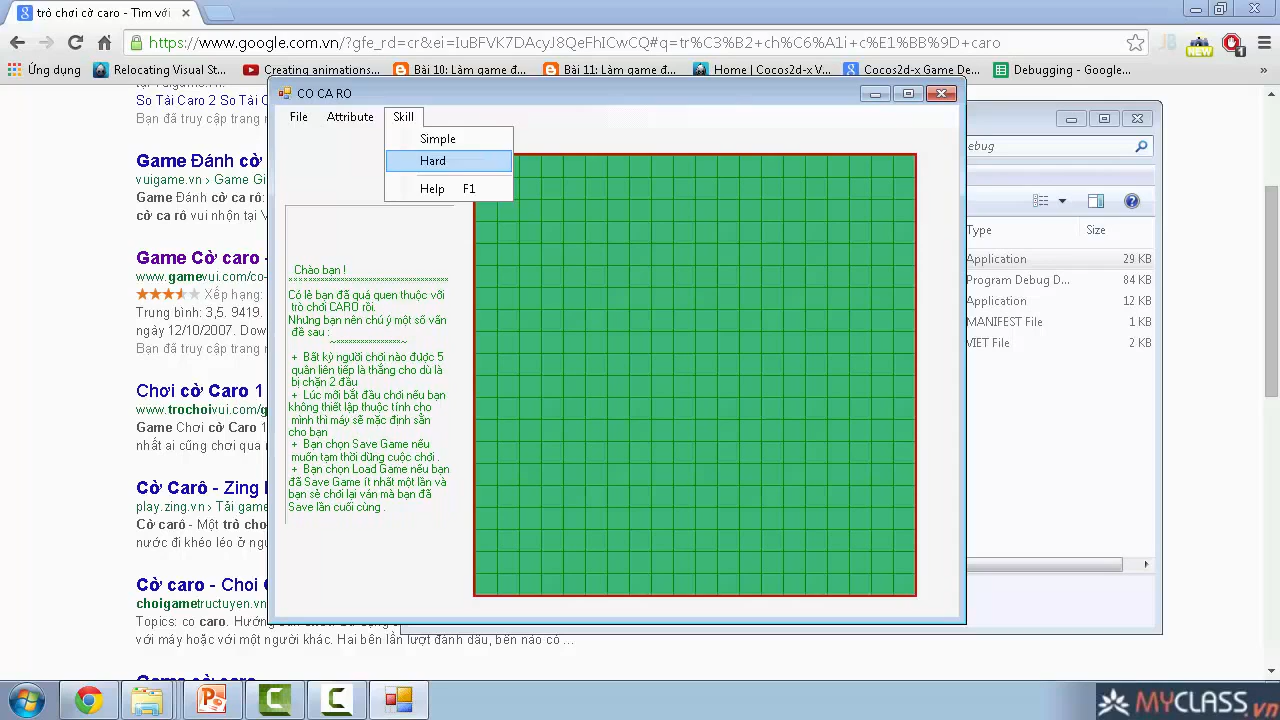 trò chơi cờ caro - Tìm với
https://www.google.com.vn/?gfe_rd=cr&ei=IuBFVPHDAcyJ8QeFhICwCQ#q=tr%C3%B2+ch%C6%A1i+c%E1%BB%9D+caro
Ứng dụng
Relocating Visual St...
Creating animations...
Bài 10: Làm game đ...
Bài 11: Làm game đ...
Home | Cocos2d-x V...
Cocos2d-x Game De...
Debugging - Google...
»
NEW
1
tại vuigame.vn.
So Tài Caro 2 So Tài C
Bạn đã truy cập trang
Game Đánh cờ
vuigame.vn › Game Gi
Game Đánh cờ ca rô:
cờ ca rô vui nhộn tại V
Game Cờ caro -
www.gamevui.com/co-
Xếp hạng
Trung bình: 3,5. 9419.
ngày 12/10/2007. Dow
Bạn đã truy cập trang r
Chơi cờ Caro 1
www.trochoivui.com/g
Game Chơi cờ Caro 1
nhất ai cũng chơi qua r
Cờ Carô - Zing
play.zing.vn › Tải gam
Cờ carô - Một trò cho
nước đi khéo léo ở ngu
Cờ caro - Choi G
choigametructuyen.vn
Topics: co caro. Hướng
với máy hoặc với một người khác. Hai bên lần lượt đánh dấu, bên nào có ...
Game cờ caro
CO CA RO
File Attribute Skill
Simple
Hard
Help F1
Chào bạn !
Có lẽ bạn đã quá quen thuộc với
trò chơi CARO rồi.
Nhưng bạn nên chú ý một số vấn
đề sau :
+ Bất kỳ người chơi nào được 5
quân liên tiếp là thắng cho dù là
bị chặn 2 đầu
+ Lúc mới bắt đầu chơi nếu bạn
không thiết lập thuộc tính cho
mình thì máy sẽ mặc định sẵn
cho bạn
+ Bạn chọn Save Game nếu
muốn tạm thời dừng cuộc chơi .
+ Bạn chọn Load Game nếu bạn
đã Save Game ít nhất một lần và
bạn sẽ chơi lại ván mà bạn đã
Save lần cuối cùng .
ebug
Type Size
Application 29 KB
Program Debug D... 84 KB
Application 12 KB
MANIFEST File 1 KB
VIET File 2 KB
MYCLASS.vn